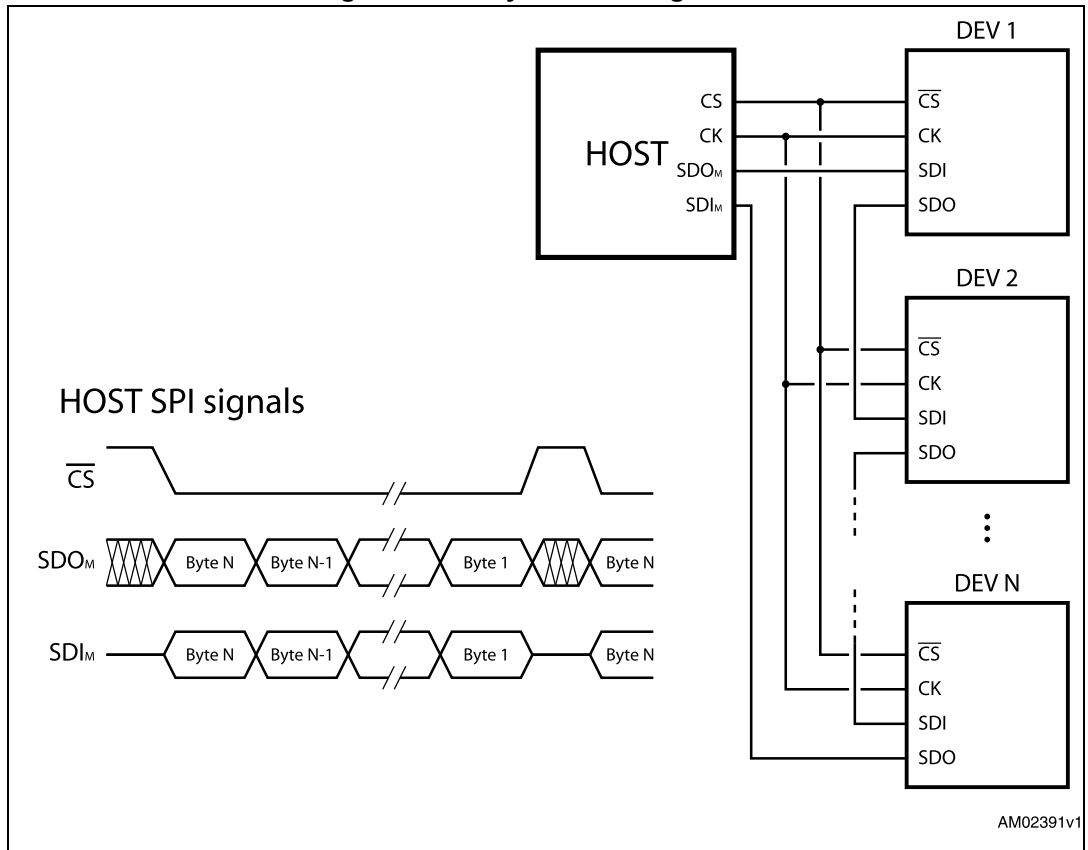 DEV 1
HOST
CS
CK
SDOM
SDIM
CS
CK
SDI
SDO
DEV 2
CS
CK
SDI
SDO
HOST SPI signals
CS
SDOM
Byte N
Byte N-1
Byte 1
Byte N
SDIM
Byte N
Byte N-1
Byte 1
Byte N
DEV N
CS
CK
SDI
SDO
AM02391v1